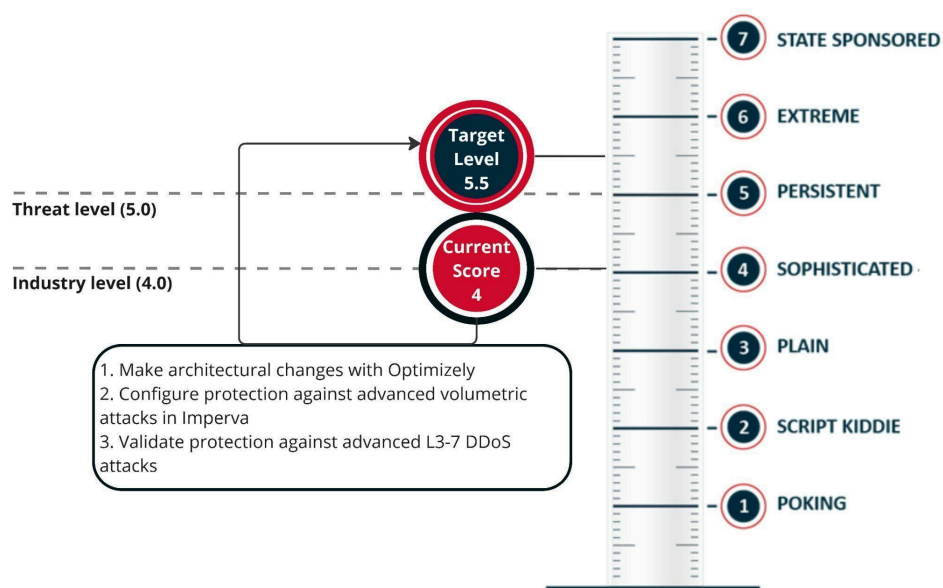 7 STATE SPONSORED
6 EXTREME
Target
Level
5.5
5 PERSISTENT
Threat level (5.0)
Current
Score
4
4 SOPHISTICATED
Industry level (4.0)
3 PLAIN
1. Make architectural changes with Optimizely
2. Configure protection against advanced volumetric
attacks in Imperva
3. Validate protection against advanced L3-7 DDoS
attacks
2 SCRIPT KIDDIE
1 POKING